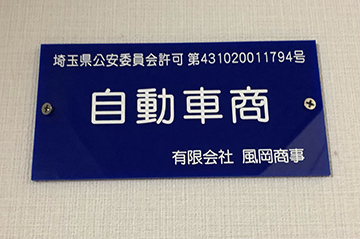 埼玉県公安委員会許可 第431020011794号
自動車商
有限会社 風岡商事